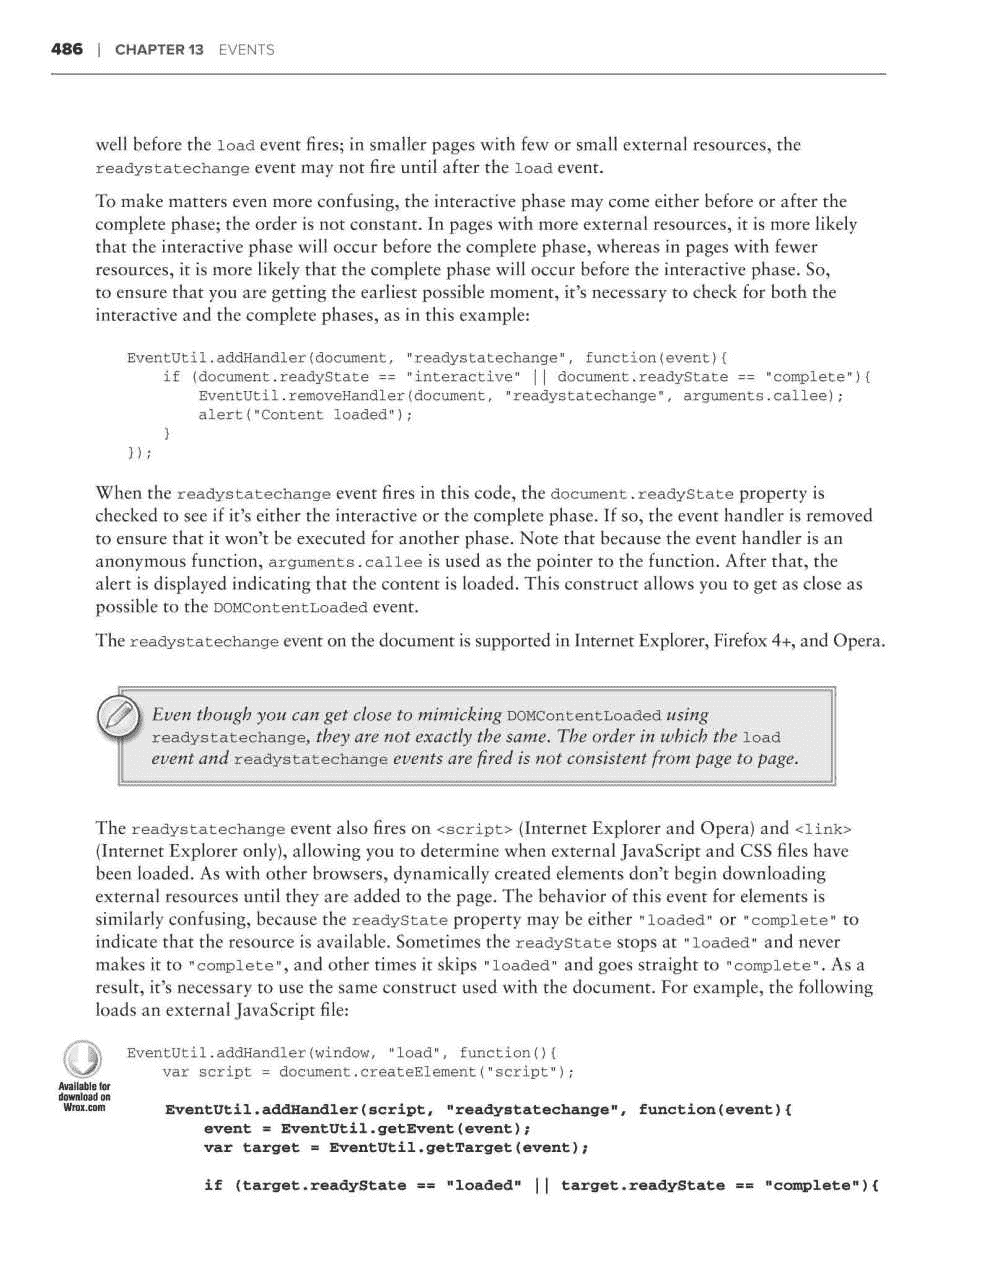 486 | CHAPTER 13 EVENTS
well before the load event fires; in smaller pages with few or small external resources, the
readystatechange event may not fire until after the load event.
To make matters even more confusing, the interactive phase may come either before or after the
complete phase; the order is not constant. In pages with more external resources, it is more likely
that the interactive phase will occur before the complete phase, whereas in pages with fewer
resources, it is more likely that the complete phase will occur before the interactive phase. So,
to ensure that you are getting the earliest possible moment, it's necessary to check for both the
interactive and the complete phases, as in this example:
EventUtil.addHandler(document, "readystatechange", function(event){
    if (document.readyState == "interactive" || document.readyState == "complete"){
        EventUtil.removeHandler(document, "readystatechange", arguments.callee);
        alert("Content loaded");
    }
});
When the readystatechange event fires in this code, the document.readyState property is
checked to see if it's either the interactive or the complete phase. If so, the event handler is removed
to ensure that it won't be executed for another phase. Note that because the event handler is an
anonymous function, arguments.callee is used as the pointer to the function. After that, the
alert is displayed indicating that the content is loaded. This construct allows you to get as close as
possible to the DOMContentLoaded event.
The readystatechange event on the document is supported in Internet Explorer, Firefox 4+, and Opera.
Even though you can get close to mimicking DOMContentLoaded using
readystatechange, they are not exactly the same. The order in which the load
event and readystatechange events are fired is not consistent from page to page.
The readystatechange event also fires on <script> (Internet Explorer and Opera) and <link>
(Internet Explorer only), allowing you to determine when external JavaScript and CSS files have
been loaded. As with other browsers, dynamically created elements don't begin downloading
external resources until they are added to the page. The behavior of this event for elements is
similarly confusing, because the readyState property may be either "loaded" or "complete" to
indicate that the resource is available. Sometimes the readyState stops at "loaded" and never
makes it to "complete", and other times it skips "loaded" and goes straight to "complete". As a
result, it's necessary to use the same construct used with the document. For example, the following
loads an external JavaScript file:
Available for
download on
Wrox.com
EventUtil.addHandler(window, "load", function(){
    var script = document.createElement("script");
    EventUtil.addHandler(script, "readystatechange", function(event){
        event = EventUtil.getEvent(event);
        var target = EventUtil.getTarget(event);
        if (target.readyState == "loaded" || target.readyState == "complete"){